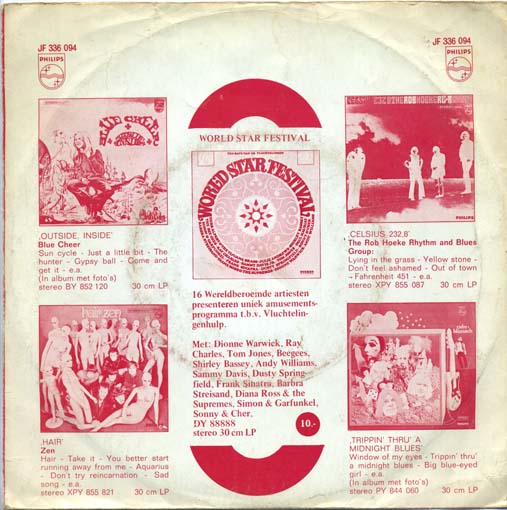 JF 336 094
PHILIPS
JF 336 094
PHILIPS
BLUE CHEER
‚OUTSIDE, INSIDE’
Blue Cheer
Sun cycle - Just a little bit - The
hunter - Gypsy ball - Come and
get it - e.a.
(In album met foto´s)
stereo BY 852 120 30 cm LP
hair zen
‚HAIR’
Zen
Hair - Take it - You better start
running away from me - Aquarius
- Don't try reincarnation - Sad
song - e.a.
stereo XPY 855 821 30 cm LP
WORLD STAR FESTIVAL
WORLD STAR FESTIVAL
16 Wereldberoemde artiesten
presenteren uniek amusements-
programma t.b.v. Vluchtelin-
genhulp.
Met: Dionne Warwick, Ray
Charles, Tom Jones, Beegees,
Shirley Bassey, Andy Williams,
Sammy Davis, Dusty Spring-
field, Frank Sinatra, Barbra
Streisand, Diana Ross & the
Supremes, Simon & Garfunkel,
Sonny & Cher.
DY 88888
stereo 30 cm LP
10.-
PHILIPS
‚CELSIUS 232,8’
The Rob Hoeke Rhythm and Blues
Group:
Lying in the grass - Yellow stone -
Don't feel ashamed - Out of town
- Fahrenheit 451 - e.a.
stereo XPY 855 087 30 cm LP
‚TRIPPIN' THRU' A
MIDNIGHT BLUES’
Window of my eyes - Trippin' thru'
a midnight blues - Big blue-eyed
girl - e.a.
(In album met foto´s)
stereo PY 844 060 30 cm LP